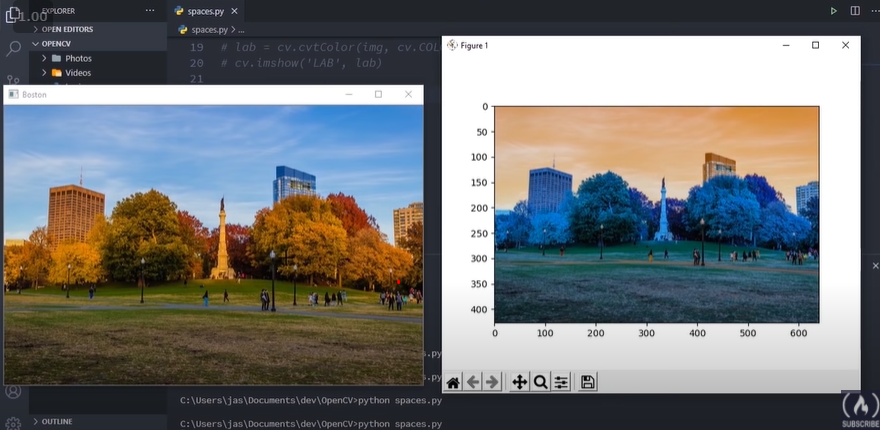 1.00
EXPLORER
spaces.py
OPEN EDITORS
spaces.py > ...
OPENCV
Photos
Videos
19 # lab = cv.cvtColor(img, cv.COL
20 # cv.imshow('LAB', lab)
21
Boston
Figure 1
0
50
100
150
200
250
300
350
400
0 100 200 300 400 500 600
s.py
s.py
C:\Users\jas\Documents\dev\OpenCV>python spaces.py
C:\Users\jas\Documents\dev\OpenCV>python spaces.py
OUTLINE
SUBSCRIBE